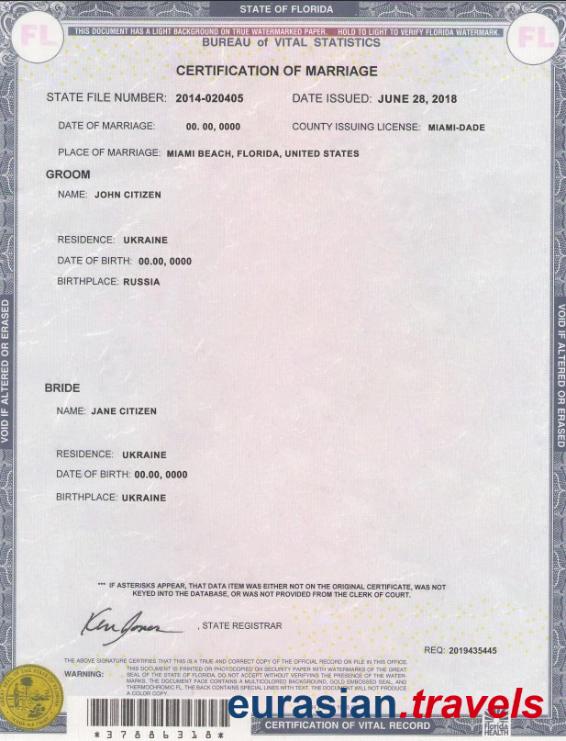 STATE OF FLORIDA
THIS DOCUMENT HAS A LIGHT BACKGROUND ON TRUE WATERMARKED PAPER. HOLD TO LIGHT TO VERIFY FLORIDA WATERMARK.
FL FL
BUREAU of VITAL STATISTICS
CERTIFICATION OF MARRIAGE
STATE FILE NUMBER: 2014-020405 DATE ISSUED: JUNE 28, 2018
DATE OF MARRIAGE: 00. 00, 0000 COUNTY ISSUING LICENSE: MIAMI-DADE
PLACE OF MARRIAGE: MIAMI BEACH, FLORIDA, UNITED STATES
GROOM
NAME: JOHN CITIZEN
RESIDENCE: UKRAINE
DATE OF BIRTH: 00.00, 0000
BIRTHPLACE: RUSSIA
VOID IF ALTERED OR ERASED
VOID IF ALTERED OR ERASED
BRIDE
NAME: JANE CITIZEN
RESIDENCE: UKRAINE
DATE OF BIRTH: 00.00, 0000
BIRTHPLACE: UKRAINE
*** IF ASTERISKS APPEAR, THAT DATA ITEM WAS EITHER NOT ON THE ORIGINAL CERTIFICATE, WAS NOT
KEYED INTO THE DATABASE, OR WAS NOT PROVIDED FROM THE CLERK OF COURT.
Ken Jones , STATE REGISTRAR
REQ: 2019435445
THE ABOVE SIGNATURE CERTIFIES THAT THIS IS A TRUE AND CORRECT COPY OF THE OFFICIAL RECORD ON FILE IN THIS OFFICE.
WARNING: THIS DOCUMENT IS PRINTED OR PHOTOCOPIED ON SECURITY PAPER WITH WATERMARKS OF THE GREAT
SEAL OF THE STATE OF FLORIDA. DO NOT ACCEPT WITHOUT VERIFYING THE PRESENCE OF THE WATER-
MARKS. THE DOCUMENT FACE CONTAINS A MULTICOLORED BACKGROUND, GOLD EMBOSSED SEAL, AND
THERMOCHROMIC FL. THE BACK CONTAINS SPECIAL LINES WITH TEXT. THE DOCUMENT WILL NOT PRODUCE
A COLOR COPY.
eurasian.travels
CERTIFICATION OF VITAL RECORD
Florida
HEALTH
*37886318*